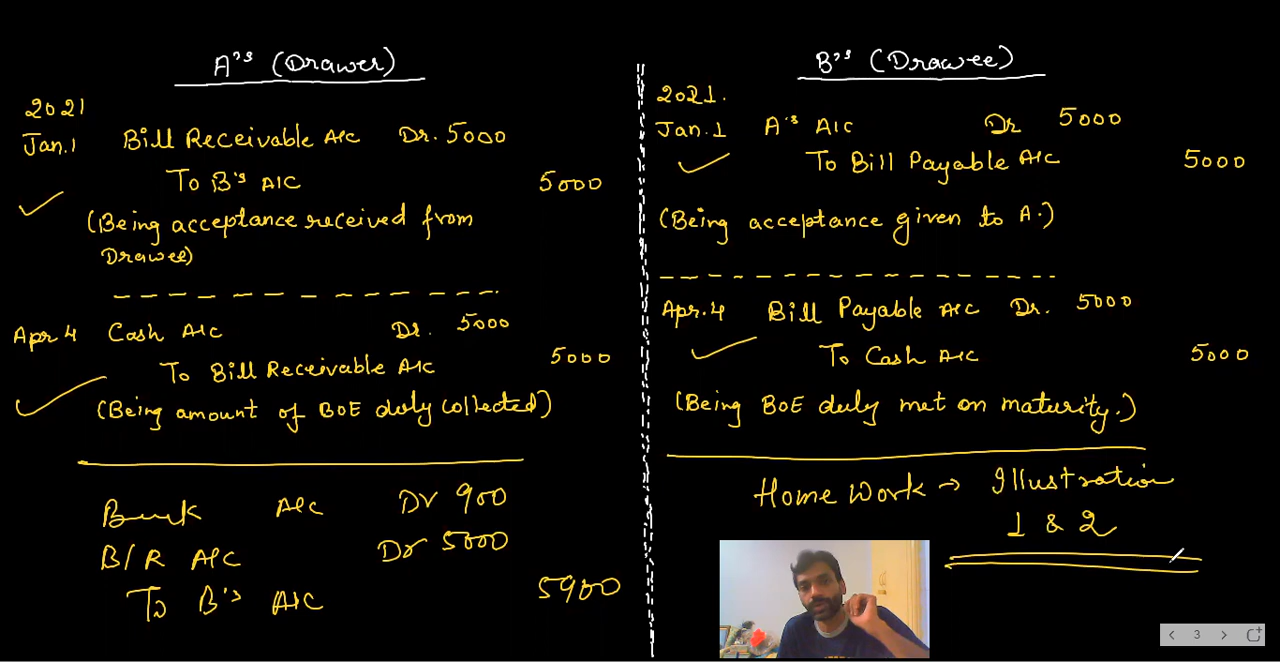 A's (Drawer)
2021
Jan.1 Bill Receivable A/C Dr. 5000
To B's A/C 5000
(Being acceptance received from
Drawee)
Apr 4 Cash A/C Dr. 5000
To Bill Receivable A/C 5000
(Being amount of BOE duly collected)
Bank A/C Dr 900
B/R A/C Dr 5000
To B's A/C 5900
B's (Drawee)
2021.
Jan.1 A's A/C Dr 5000
To Bill Payable A/C 5000
(Being acceptance given to A.)
Apr.4 Bill Payable A/C Dr. 5000
To Cash A/C 5000
(Being BOE duly met on maturity.)
Home Work → Illustration
1 & 2
3